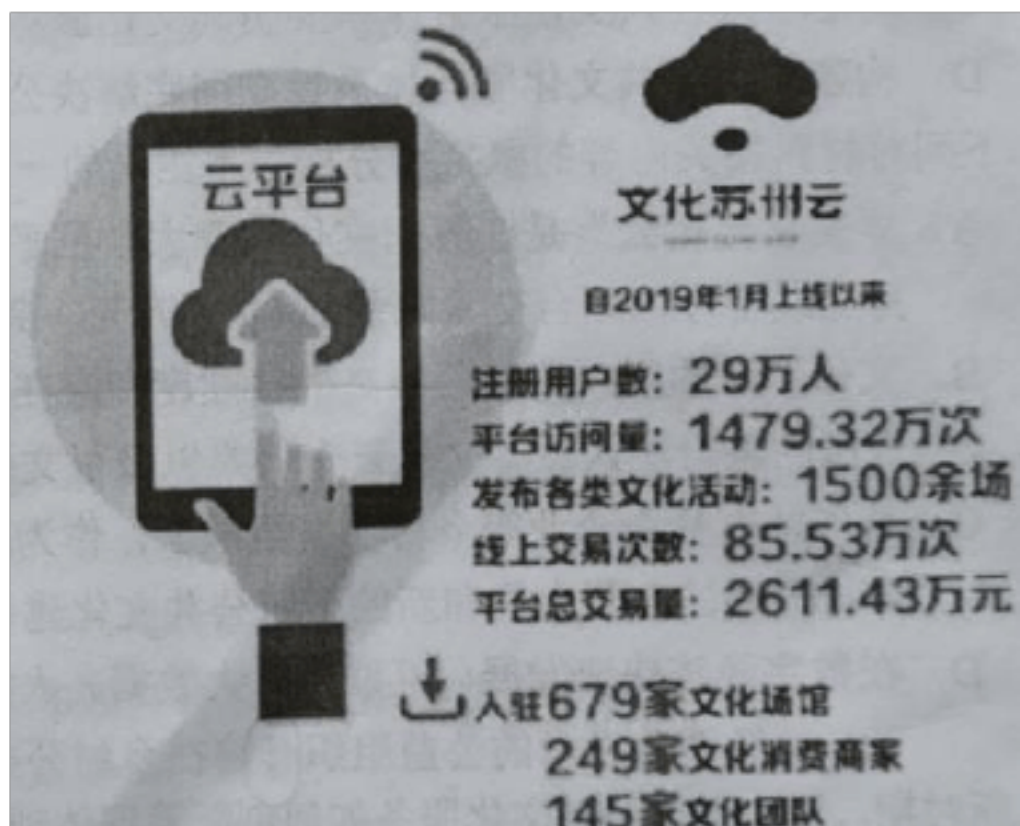 云平台
文化苏州云
自2019年1月上线以来
注册用户数：29万人
平台访问量：1479.32万次
发布各类文化活动：1500余场
线上交易次数：85.53万次
平台总交易量：2611.43万元
入驻679家文化场馆
249家文化消费商家
145家文化团队